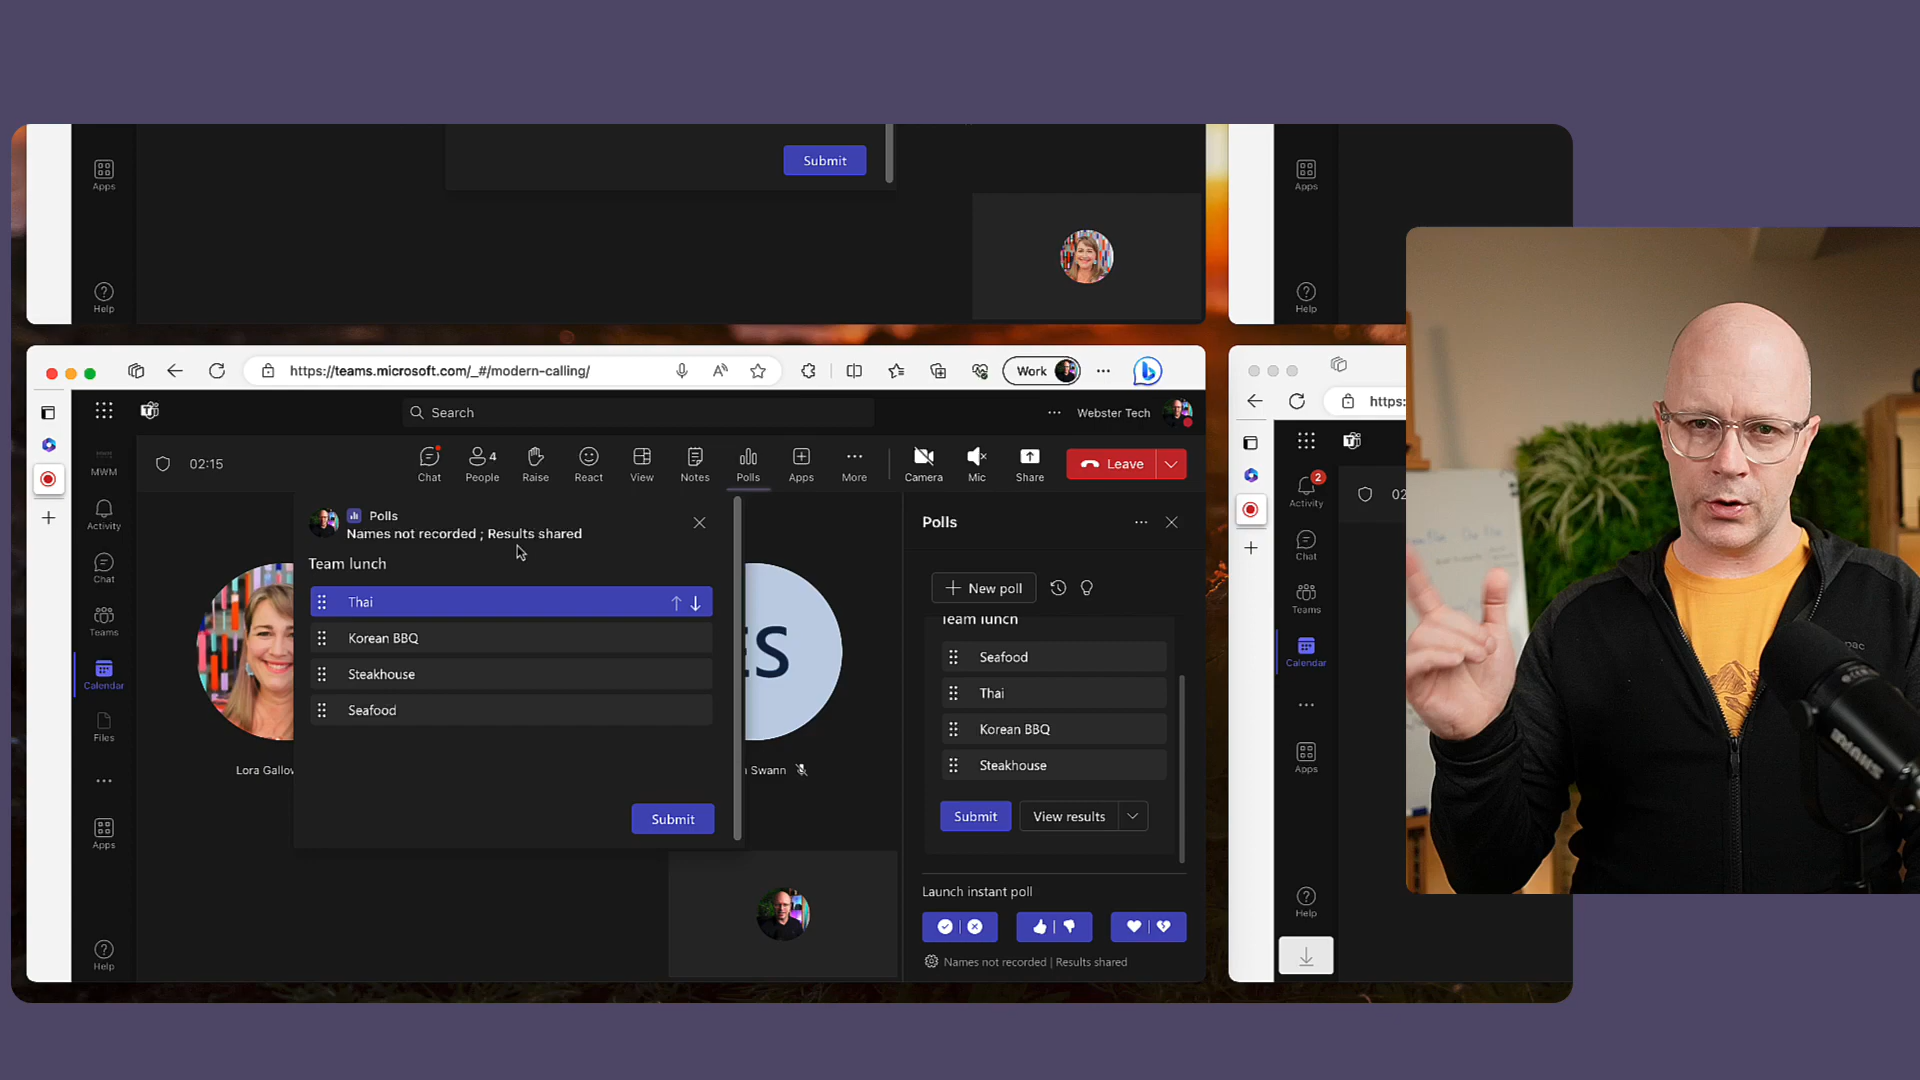 Submit
Apps
Help
Apps
Help
https://teams.microsoft.com/_#/modern-calling/
Work
Search
Webster Tech
02:15
Chat
4
People
Raise
React
View
Notes
Polls
Apps
More
Camera
Mic
Share
Leave
MWM
Activity
Chat
Teams
Calendar
Files
Apps
Help
Polls
Names not recorded ; Results shared
Team lunch
Thai
Korean BBQ
Steakhouse
Seafood
Submit
Lora Gallow
Swann
ES
Polls
New poll
Team lunch
Seafood
Thai
Korean BBQ
Steakhouse
Submit
View results
Launch instant poll
Names not recorded | Results shared
https:
2
Activity
02
Chat
Teams
Calendar
Apps
Help